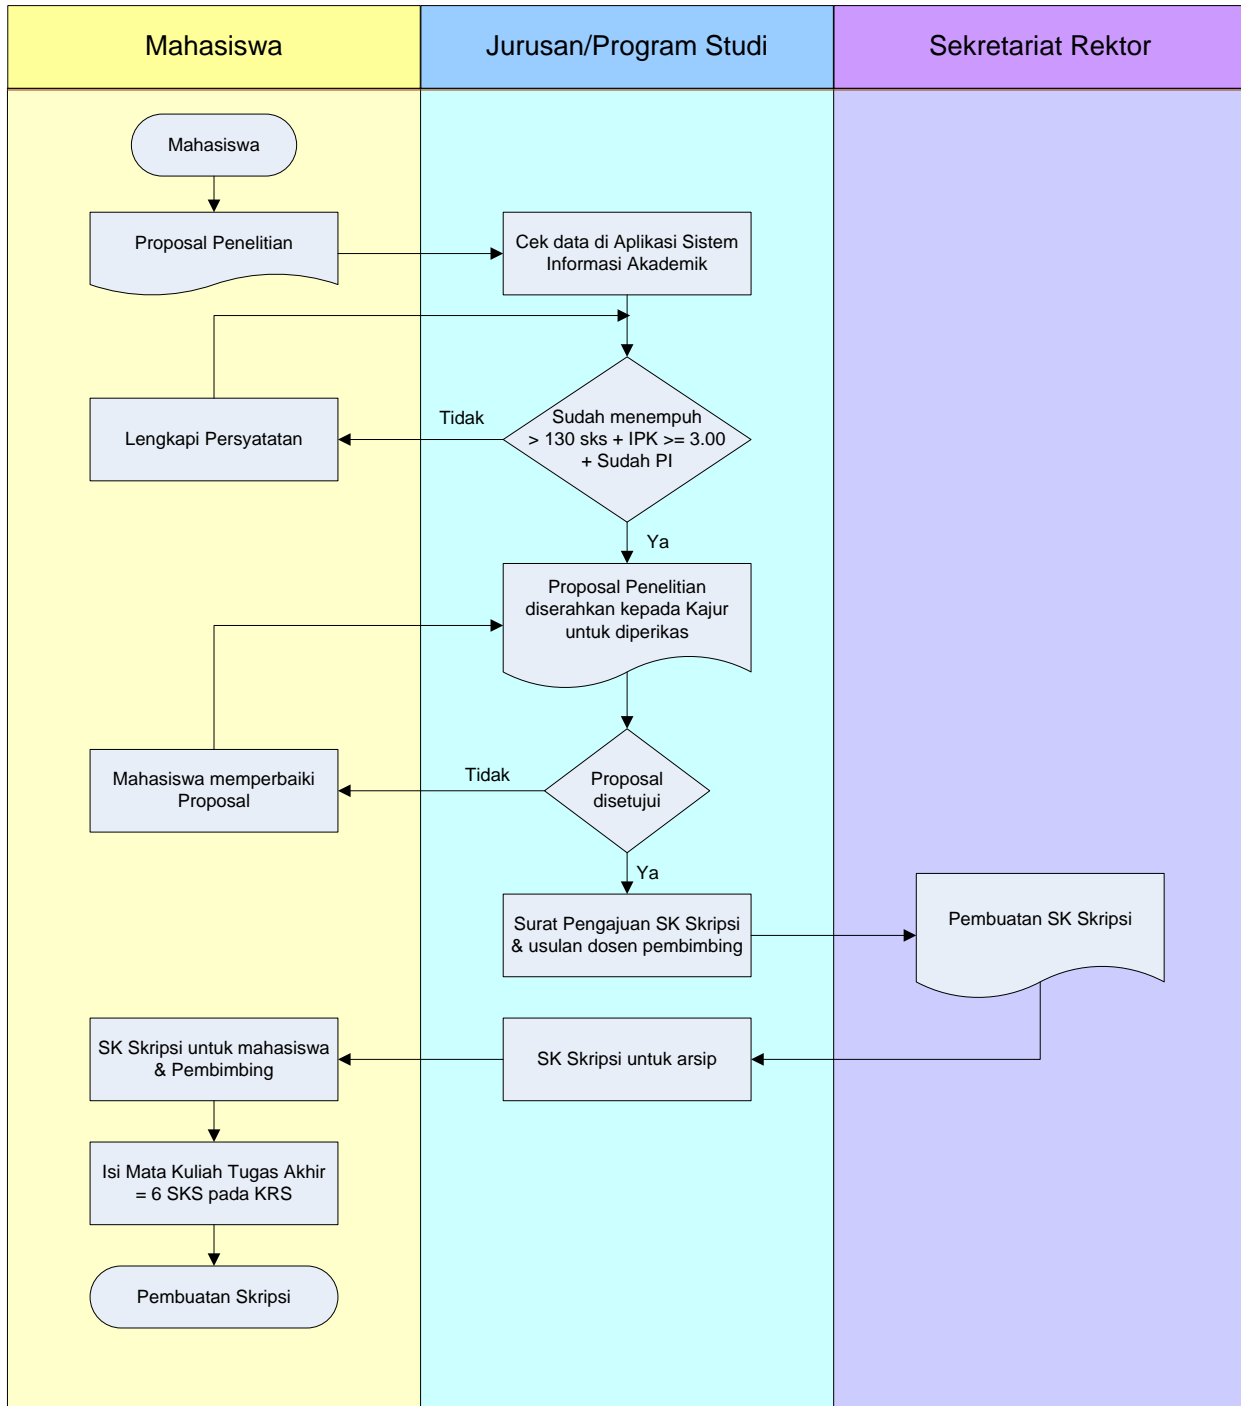 Mahasiswa
Jurusan/Program Studi
Sekretariat Rektor
Mahasiswa
Proposal Penelitian
Cek data di Aplikasi Sistem
Informasi Akademik
Lengkapi Persyatatan
Tidak
Sudah menempuh
> 130 sks + IPK >= 3.00
+ Sudah PI
Ya
Proposal Penelitian
diserahkan kepada Kajur
untuk diperikas
Mahasiswa memperbaiki
Proposal
Tidak
Proposal
disetujui
Ya
Surat Pengajuan SK Skripsi
& usulan dosen pembimbing
Pembuatan SK Skripsi
SK Skripsi untuk mahasiswa
& Pembimbing
SK Skripsi untuk arsip
Isi Mata Kuliah Tugas Akhir
= 6 SKS pada KRS
Pembuatan Skripsi